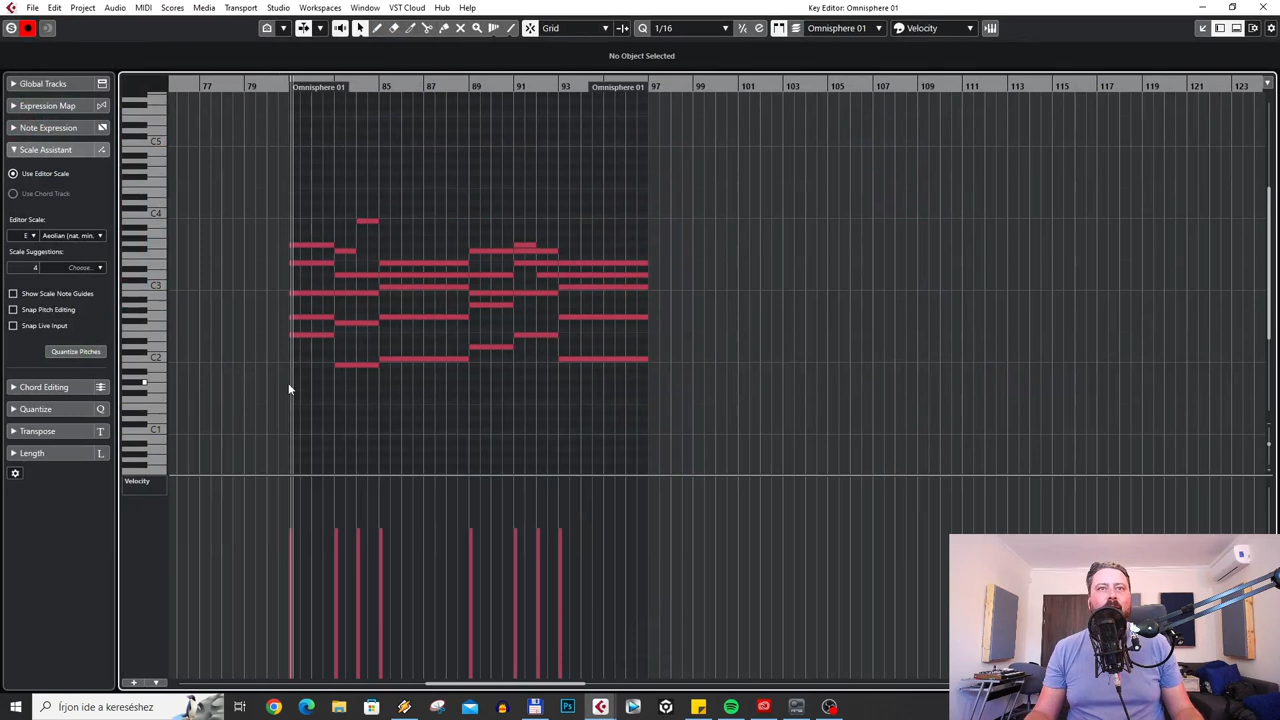 File Edit Project Audio MIDI Scores Media Transport Studio Workspaces Window VST Cloud Hub Help
Key Editor: Omnisphere 01
Grid 1/16 Omnisphere 01 Velocity
No Object Selected
Global Tracks
Expression Map
Note Expression
Scale Assistant
Use Editor Scale
Use Chord Track
Editor Scale:
E Aeolian (nat. min.
Scale Suggestions:
4 Choose...
Show Scale Note Guides
Snap Pitch Editing
Snap Live Input
Quantize Pitches
Chord Editing
Quantize Q
Transpose T
Length L
77 79 Omnisphere 01 85 87 89 91 93 Omnisphere 01 97 99 101 103 105 107 109 111 113 115 117 119 121 123
C5
C4
C3
C2
C1
Velocity
Írjon ide a kereséshez